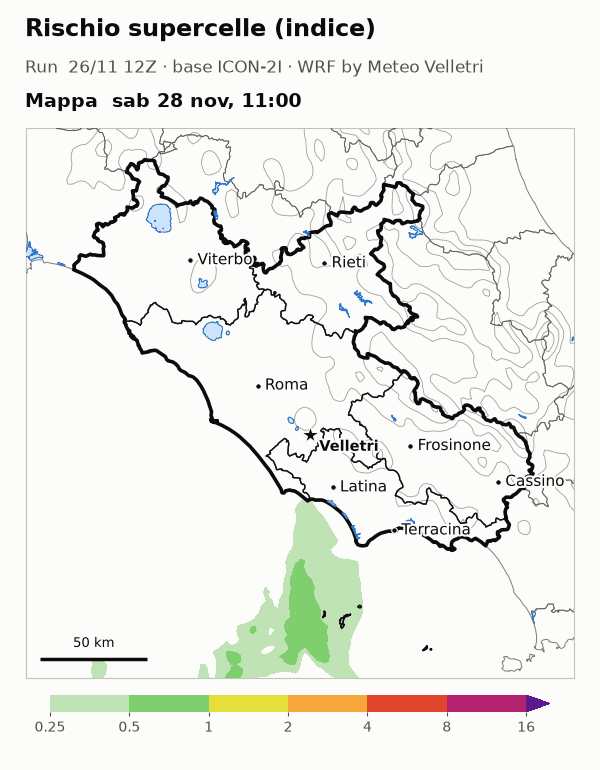 Rischio supercelle (indice)
Run 26/11 12Z · base ICON-2I · WRF by Meteo Velletri
Mappa sab 28 nov, 11:00
Viterbo
Rieti
Roma
Velletri
Frosinone
Cassino
Latina
Terracina
50 km
0.25 0.5 1 2 4 8 16